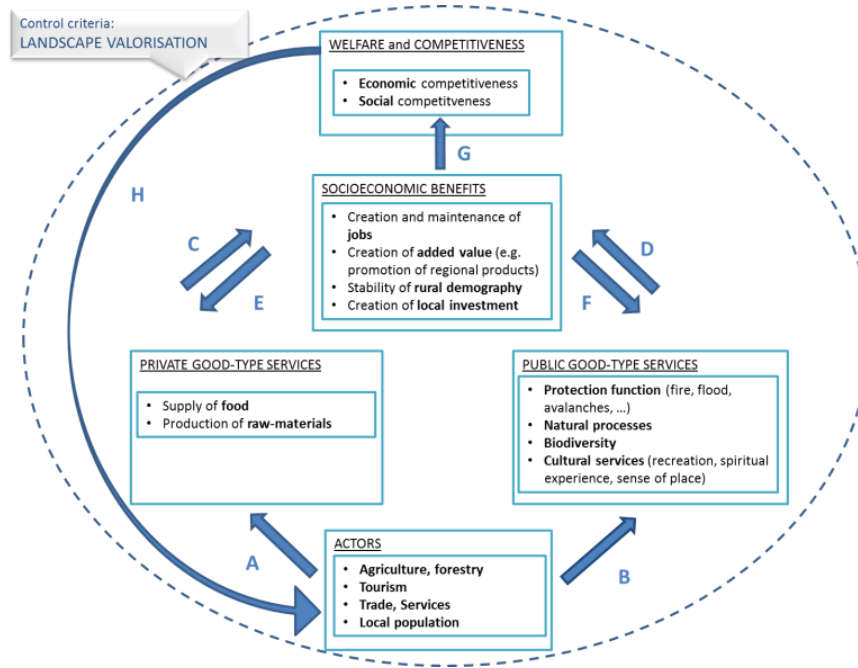 Control criteria:
LANDSCAPE VALORISATION
WELFARE and COMPETITIVENESS
• Economic competitiveness
• Social competitveness
G
H
SOCIOECONOMIC BENEFITS
• Creation and maintenance of
jobs
• Creation of added value (e.g.
promotion of regional products)
• Stability of rural demography
• Creation of local investment
C
D
E
F
PRIVATE GOOD-TYPE SERVICES
• Supply of food
• Production of raw-materials
PUBLIC GOOD-TYPE SERVICES
• Protection function (fire, flood,
avalanches, ...)
• Natural processes
• Biodiversity
• Cultural services (recreation, spiritual
experience, sense of place)
A
B
ACTORS
• Agriculture, forestry
• Tourism
• Trade, Services
• Local population